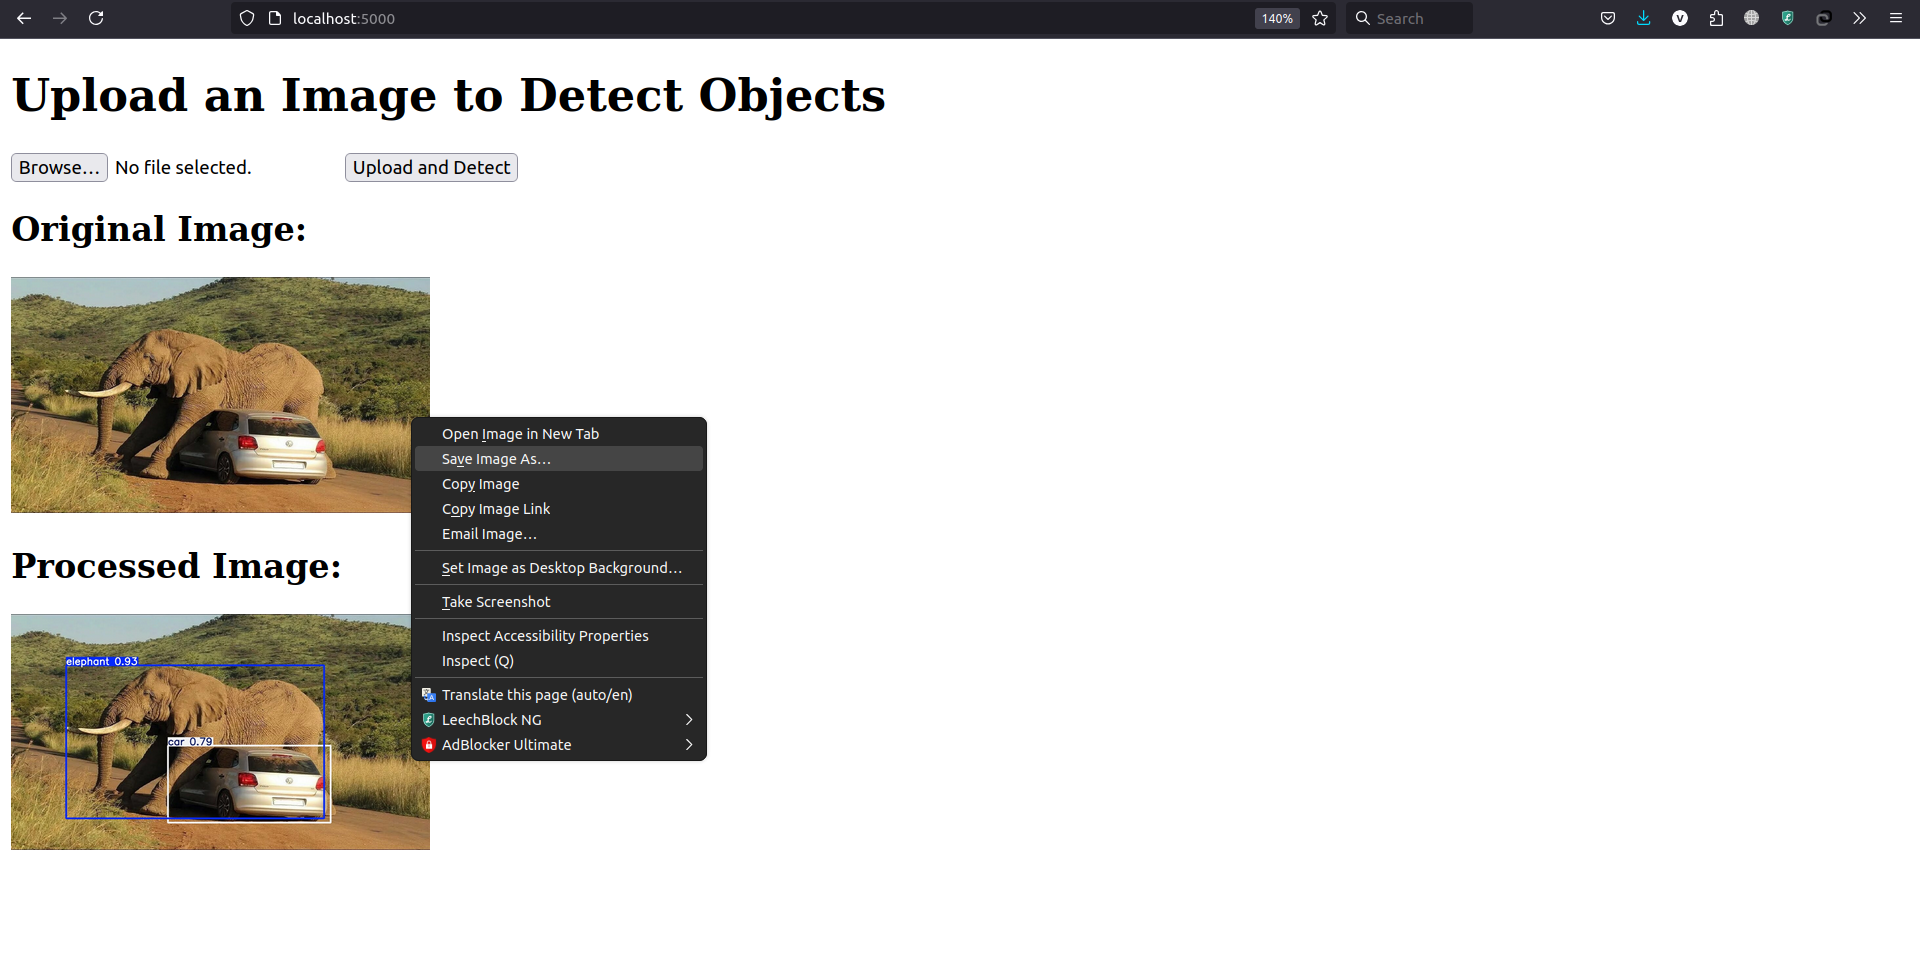 localhost:5000
140%
Search
Upload an Image to Detect Objects
Browse... No file selected. Upload and Detect
Original Image:
Open Image in New Tab
Save Image As...
Copy Image
Copy Image Link
Email Image...
Set Image as Desktop Background...
Take Screenshot
Inspect Accessibility Properties
Inspect (Q)
Translate this page (auto/en)
LeechBlock NG
AdBlocker Ultimate
Processed Image:
elephant 0.93
car 0.79